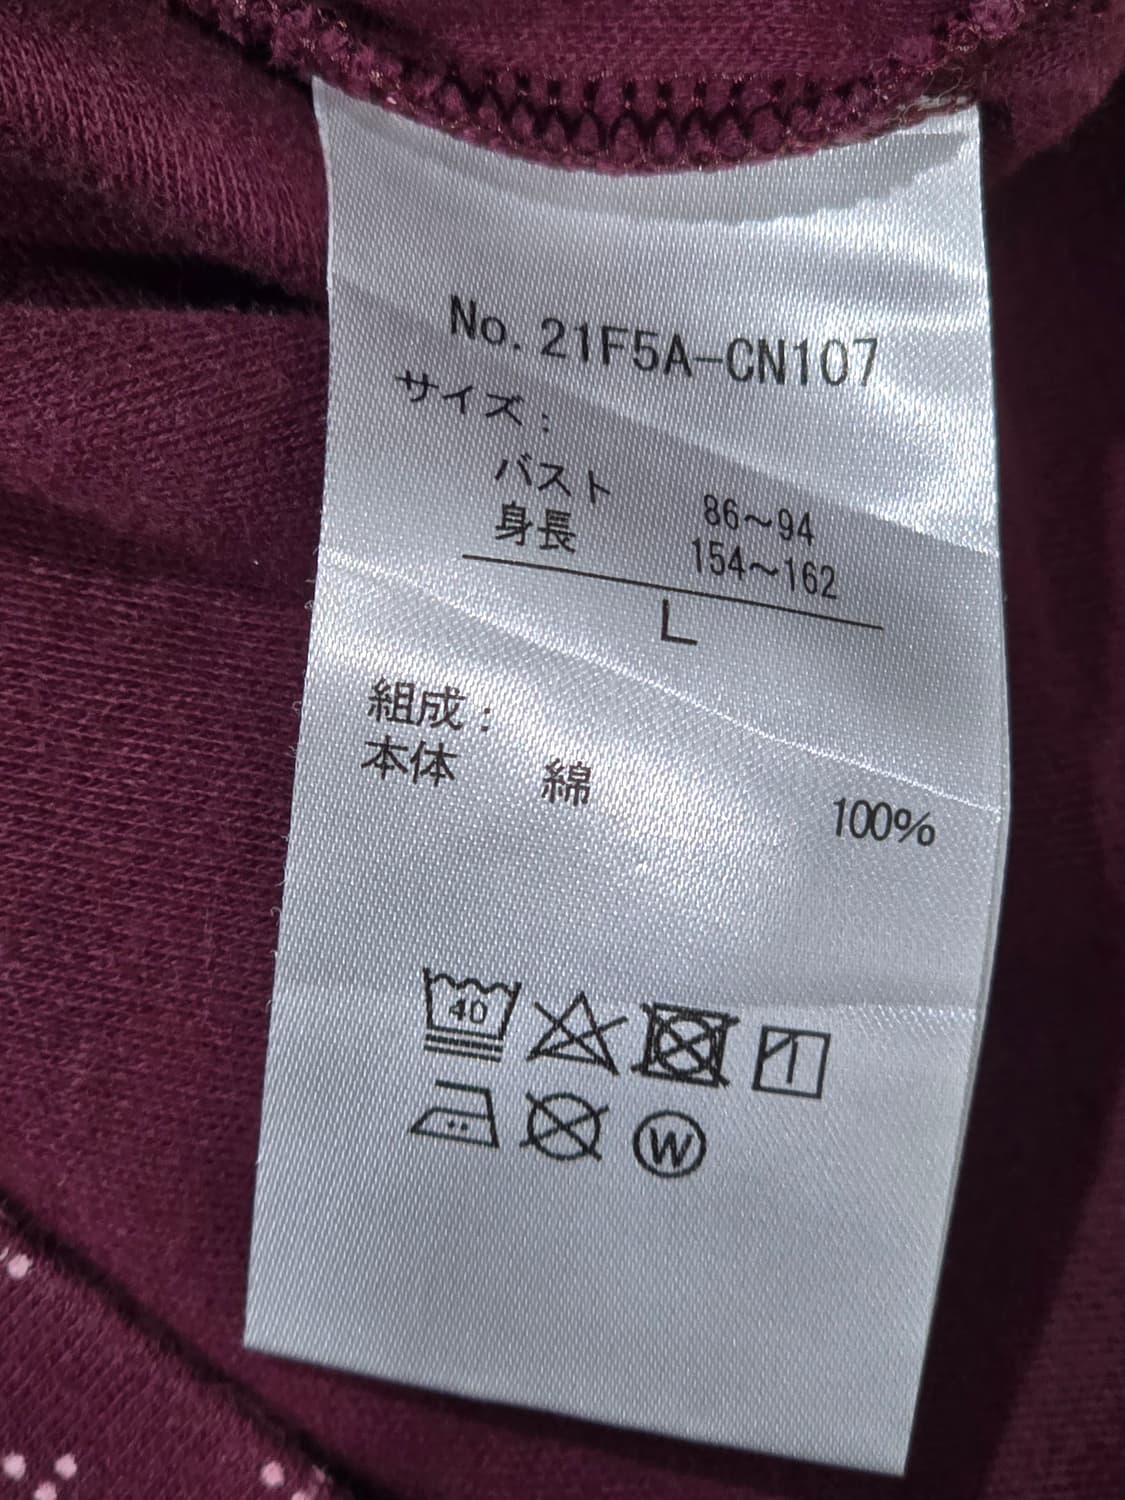 No. 21F5A-CN107
サイズ:
バスト 86～94
身長 154～162
L
組成:
本体 綿 100%
40
W